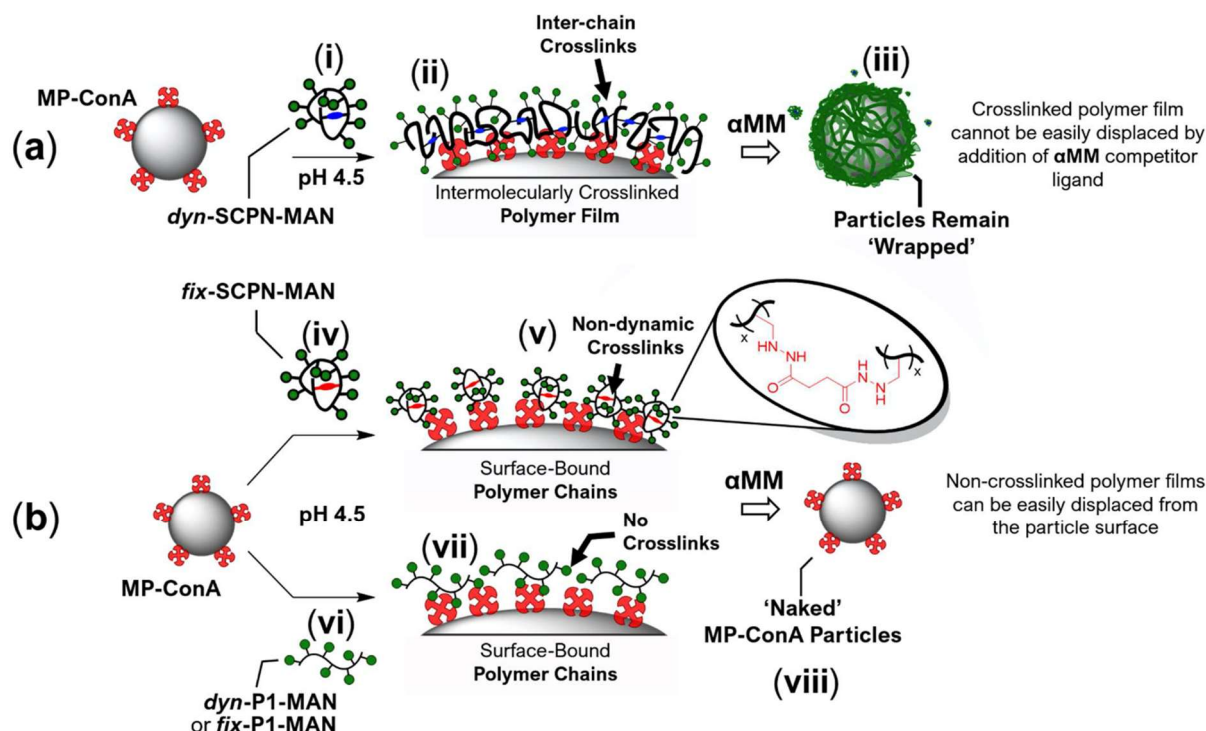 (a)
MP-ConA
(i)
dyn-SCPN-MAN
pH 4.5
(ii)
Inter-chain
Crosslinks
Intermolecularly Crosslinked
Polymer Film
αMM
(iii)
Particles Remain
‘Wrapped’
Crosslinked polymer film
cannot be easily displaced by
addition of αMM competitor
ligand
(b)
fix-SCPN-MAN
(iv)
MP-ConA
pH 4.5
(v)
Non-dynamic
Crosslinks
Surface-Bound
Polymer Chains
x
HN
NH
O
O
H
N
N
H
x
(vi)
dyn-P1-MAN
or fix-P1-MAN
(vii)
No
Crosslinks
Surface-Bound
Polymer Chains
αMM
‘Naked’
MP-ConA Particles
(viii)
Non-crosslinked polymer films
can be easily displaced from
the particle surface